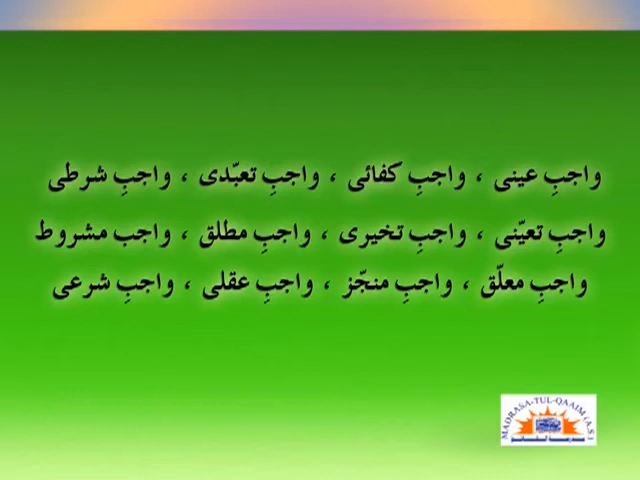 واجبِ عینی ، واجبِ کفائی ، واجبِ تعبّدی ، واجبِ شرطی
واجبِ تعیّنی ، واجبِ تخیری ، واجبِ مطلق ، واجب مشروط
واجبِ معلّق ، واجبِ منجّز ، واجبِ عقلی ، واجبِ شرعی
MADRASA-TUL-QAAIM (A.S.)